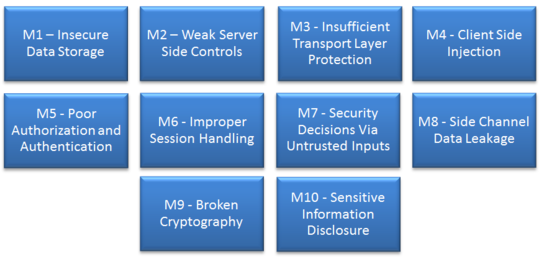 M1 – Insecure
Data Storage
M2 – Weak Server
Side Controls
M3 - Insufficient
Transport Layer
Protection
M4 - Client Side
Injection
M5 - Poor
Authorization and
Authentication
M6 - Improper
Session Handling
M7 - Security
Decisions Via
Untrusted Inputs
M8 - Side Channel
Data Leakage
M9 - Broken
Cryptography
M10 - Sensitive
Information
Disclosure